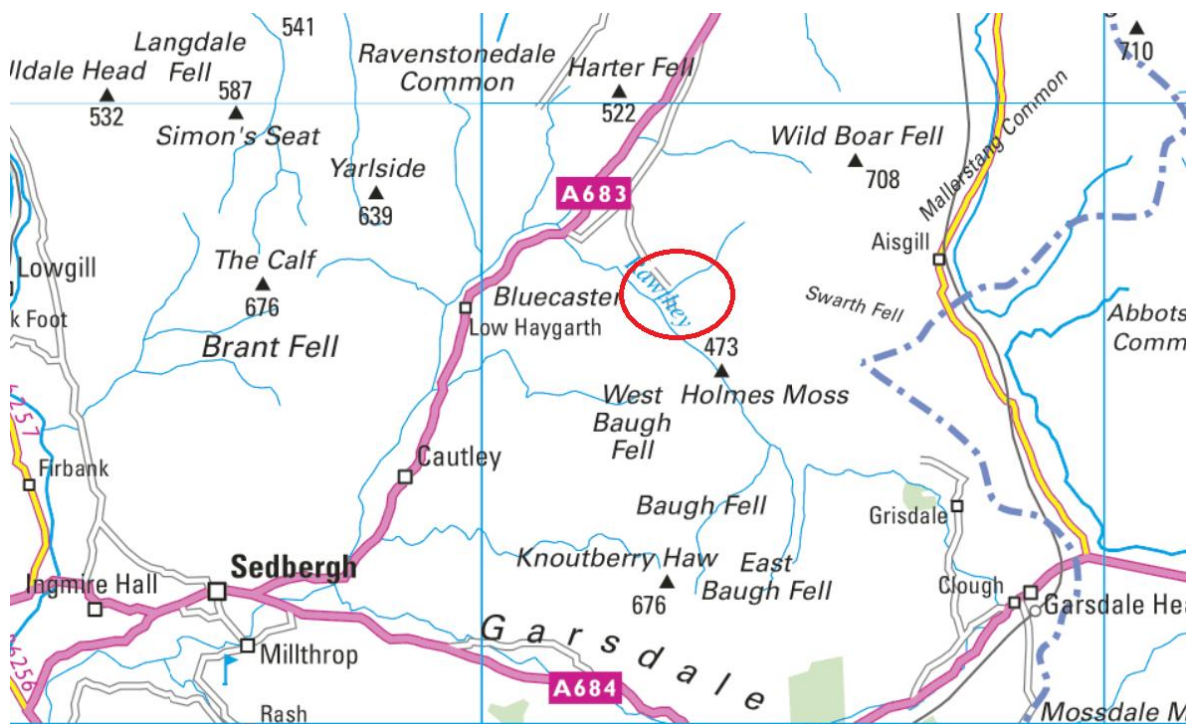 541
710
Langdale
Fell
587
Simon's Seat
Ravenstonedale
Common
Harter Fell
522
lldale Head
532
Wild Boar Fell
708
Mallerstang Common
Yarlside
639
A683
Aisgill
Lowgill
k Foot
The Calf
676
Rawthey
Bluecaster
Low Haygarth
Swarth Fell
Abbots
Comm
Brant Fell
473
Holmes Moss
West
Baugh
Fell
6257
Firbank
Cautley
Baugh Fell
Grisdale
Knoutberry Haw
676
East
Baugh Fell
Sedbergh
Ingmire Hall
Clough
Garsdale Hea
Garsdale
Millthrop
A684
6256
Rash
Mossdale M